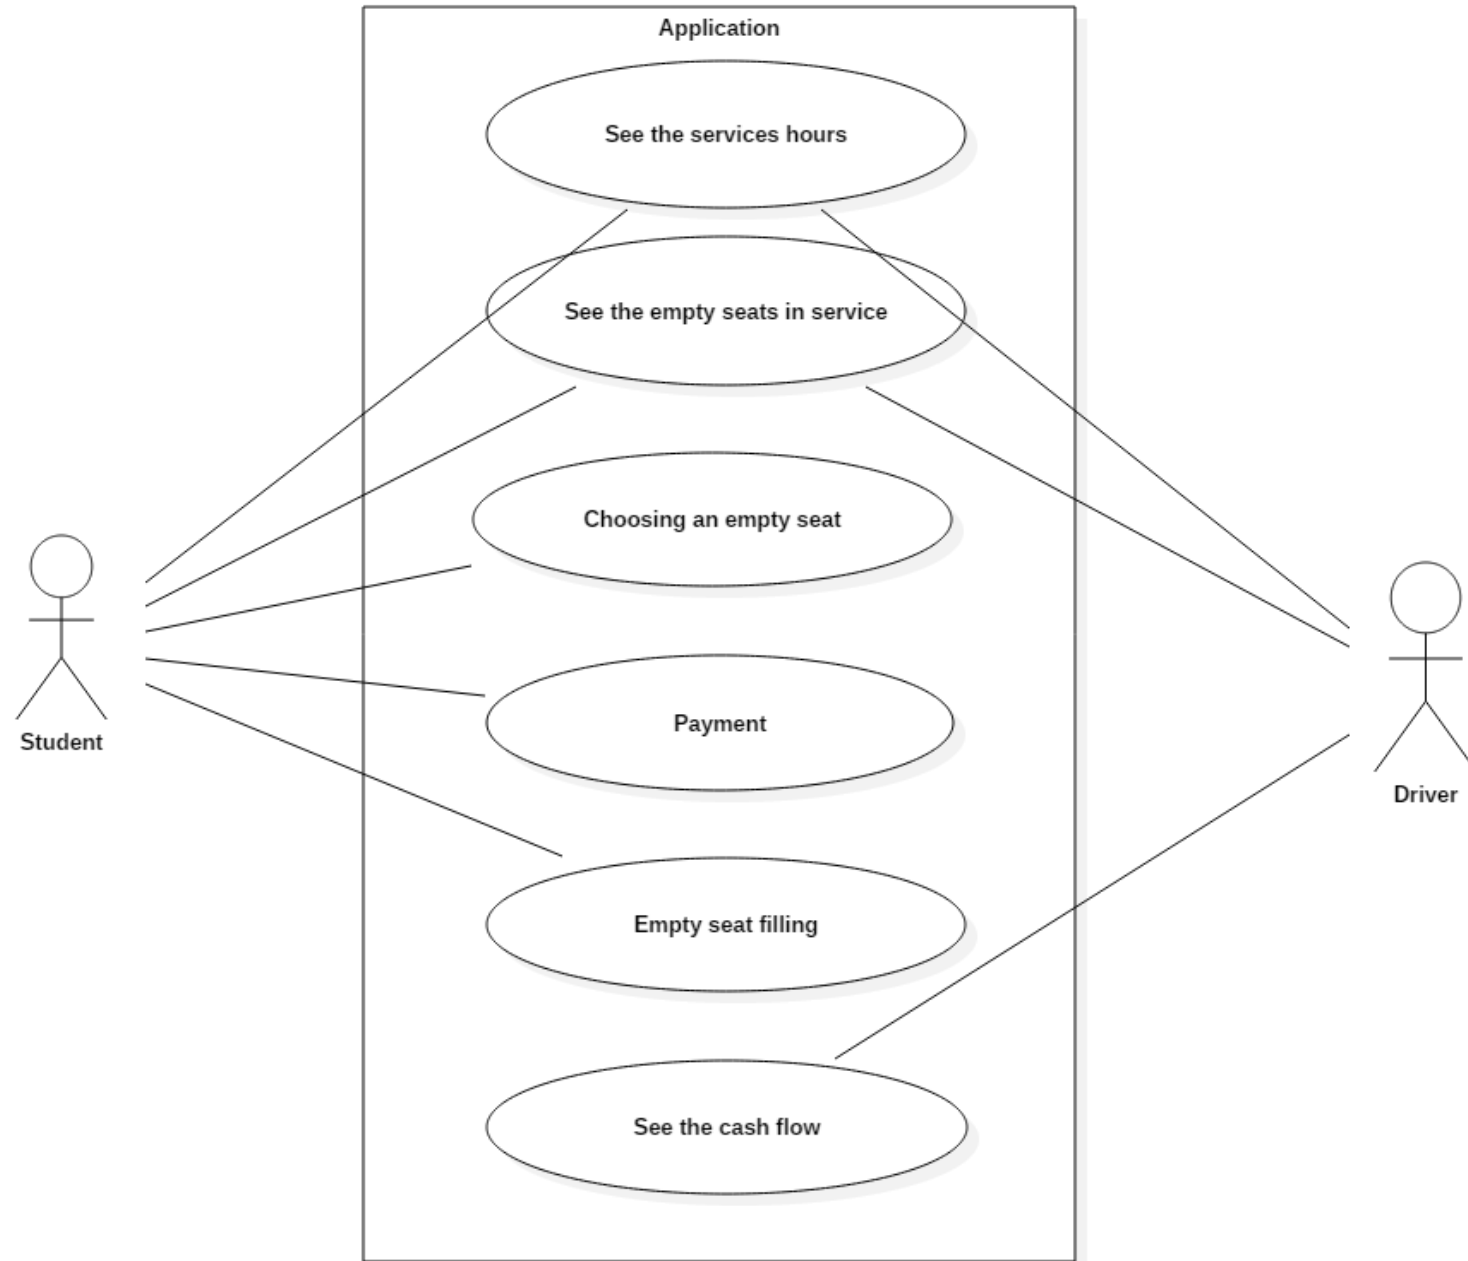 Application
See the services hours
See the empty seats in service
Choosing an empty seat
Student
Payment
Driver
Empty seat filling
See the cash flow